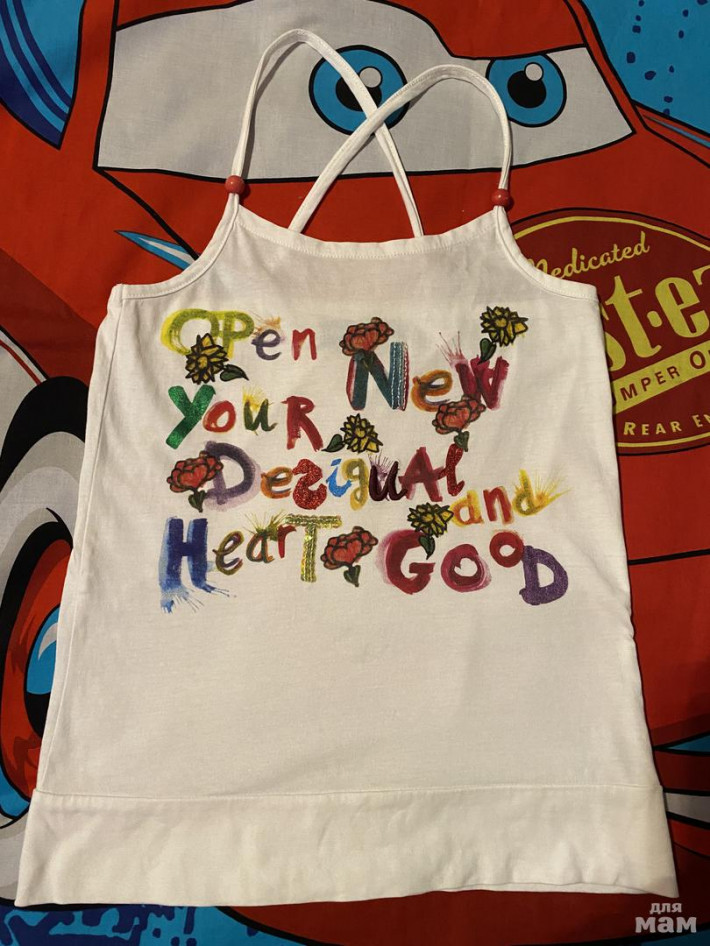 Open New
Your
Desigual
Heart and
Good
Medicated
st·e
MPER O
REAR E
для
мам